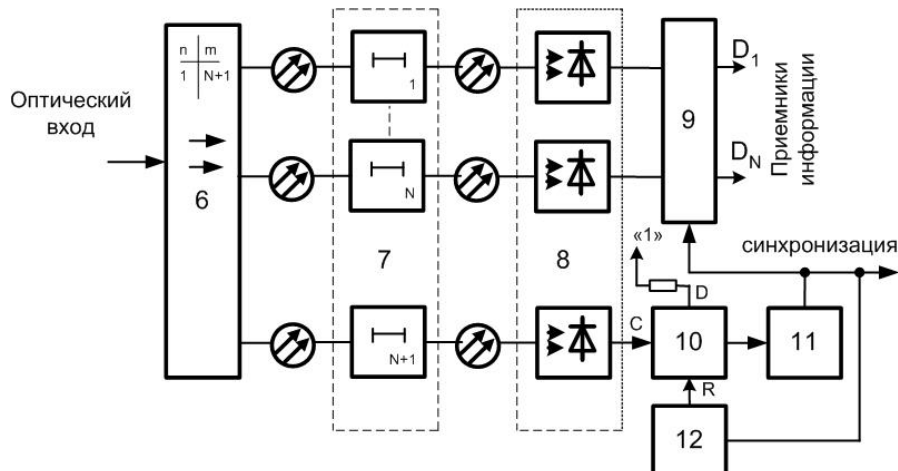 n m
1 N+1
Оптический
вход
6
1
N
7
N+1
8
9
D1
DN
Приемники
информации
«1»
синхронизация
D
C
10
11
R
12